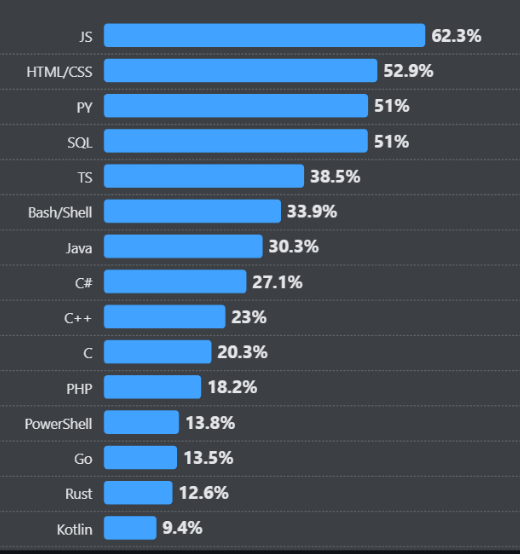 JS 62.3%
HTML/CSS 52.9%
PY 51%
SQL 51%
TS 38.5%
Bash/Shell 33.9%
Java 30.3%
C# 27.1%
C++ 23%
C 20.3%
PHP 18.2%
PowerShell 13.8%
Go 13.5%
Rust 12.6%
Kotlin 9.4%